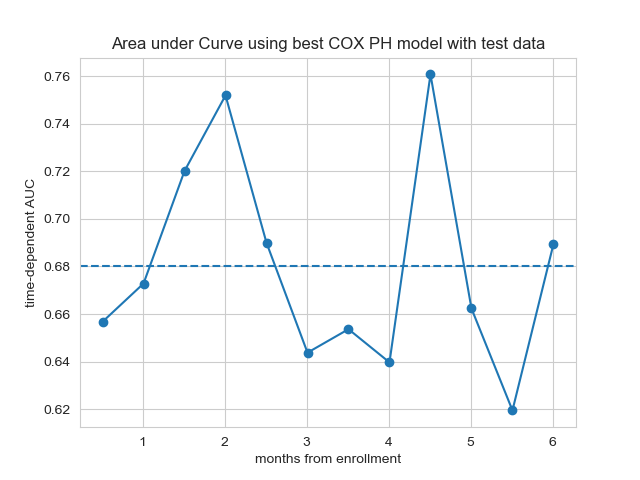 Area under Curve using best COX PH model with test data
time-dependent AUC
0.76
0.74
0.72
0.70
0.68
0.66
0.64
0.62
1 2 3 4 5 6
months from enrollment